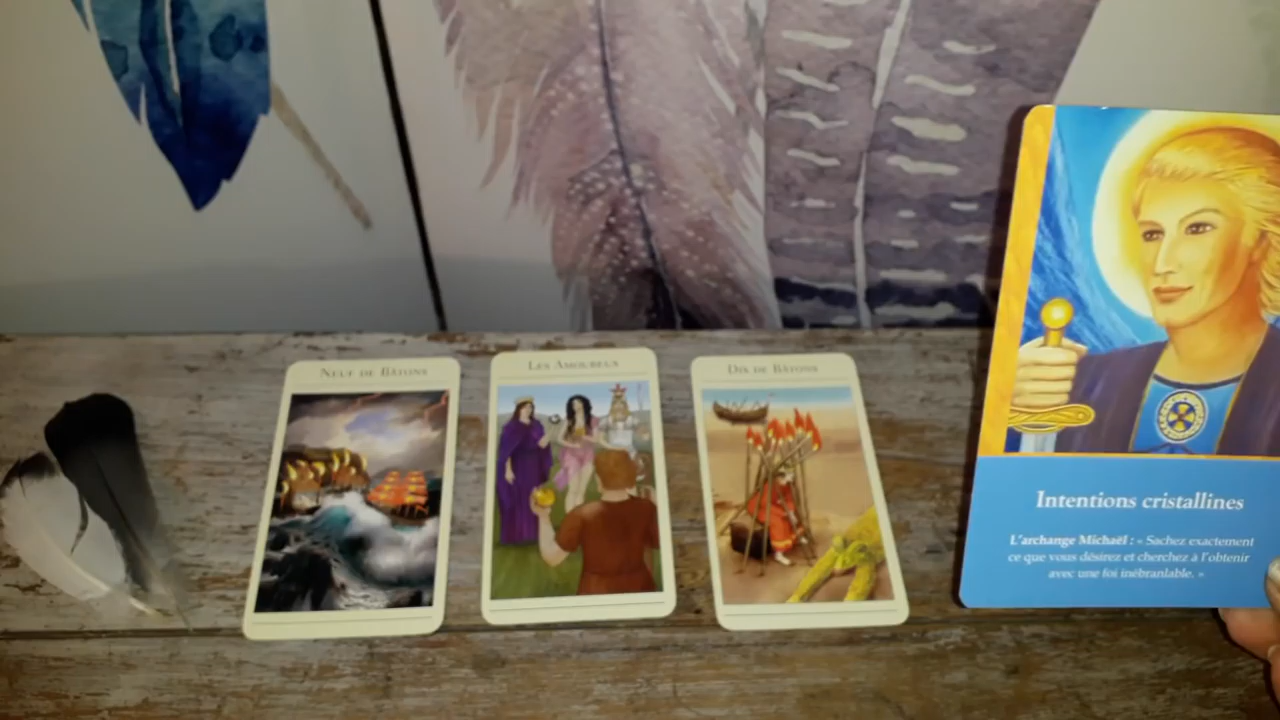 NEUF DE BÂTONS
LES AMOUREUX
DIX DE BÂTONS
Intentions cristallines
L'archange Michaël : « Sachez exactement
ce que vous désirez et cherchez à l'obtenir
avec une foi inébranlable. »